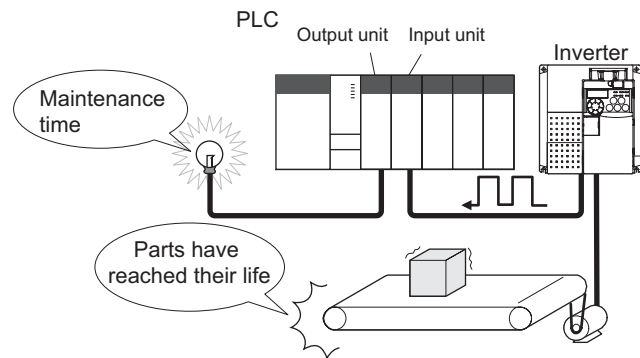 PLC
Output unit
Input unit
Inverter
Maintenance
time
Parts have
reached their life